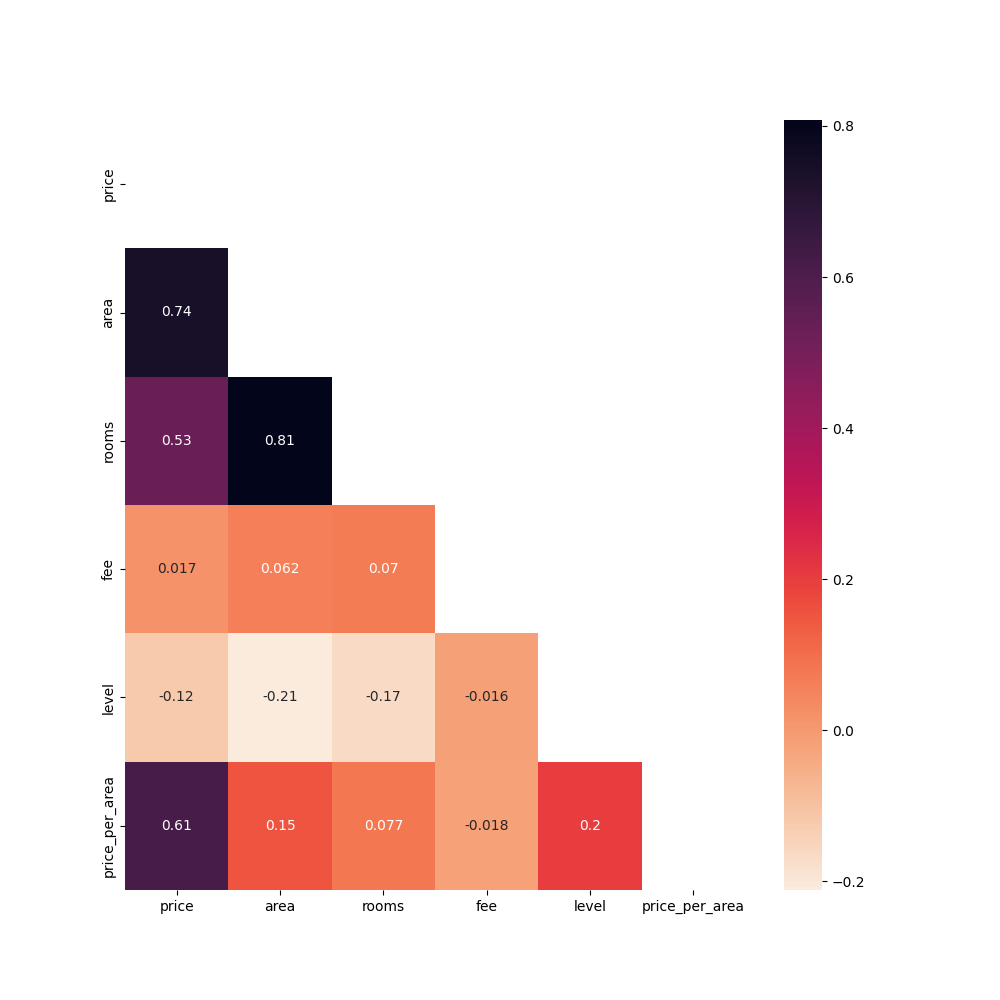 0.8
price
area
0.74
0.6
rooms
0.53 0.81
0.4
fee
0.017 0.062 0.07
0.2
level
-0.12 -0.21 -0.17 -0.016
0.0
price_per_area
0.61 0.15 0.077 -0.018 0.2
−0.2
price area rooms fee level price_per_area